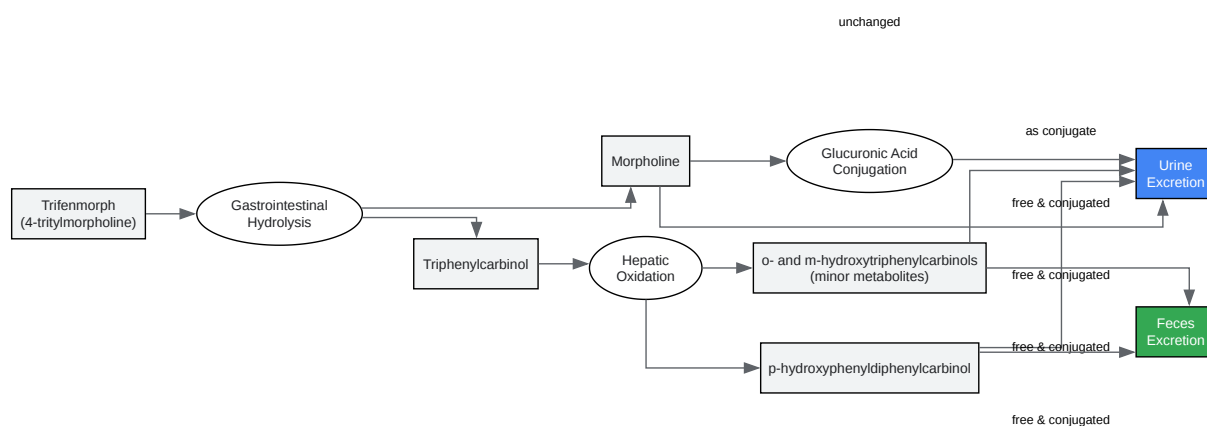 unchanged
as conjugate
Morpholine
Glucuronic Acid
Conjugation
Urine
Excretion
Trifenmorph
(4-tritylmorpholine)
Gastrointestinal
Hydrolysis
free & conjugated
Triphenylcarbinol
Hepatic
Oxidation
o- and m-hydroxytriphenylcarbinols
(minor metabolites)
free & conjugated
Feces
Excretion
free & conjugated
p-hydroxyphenyldiphenylcarbinol
free & conjugated